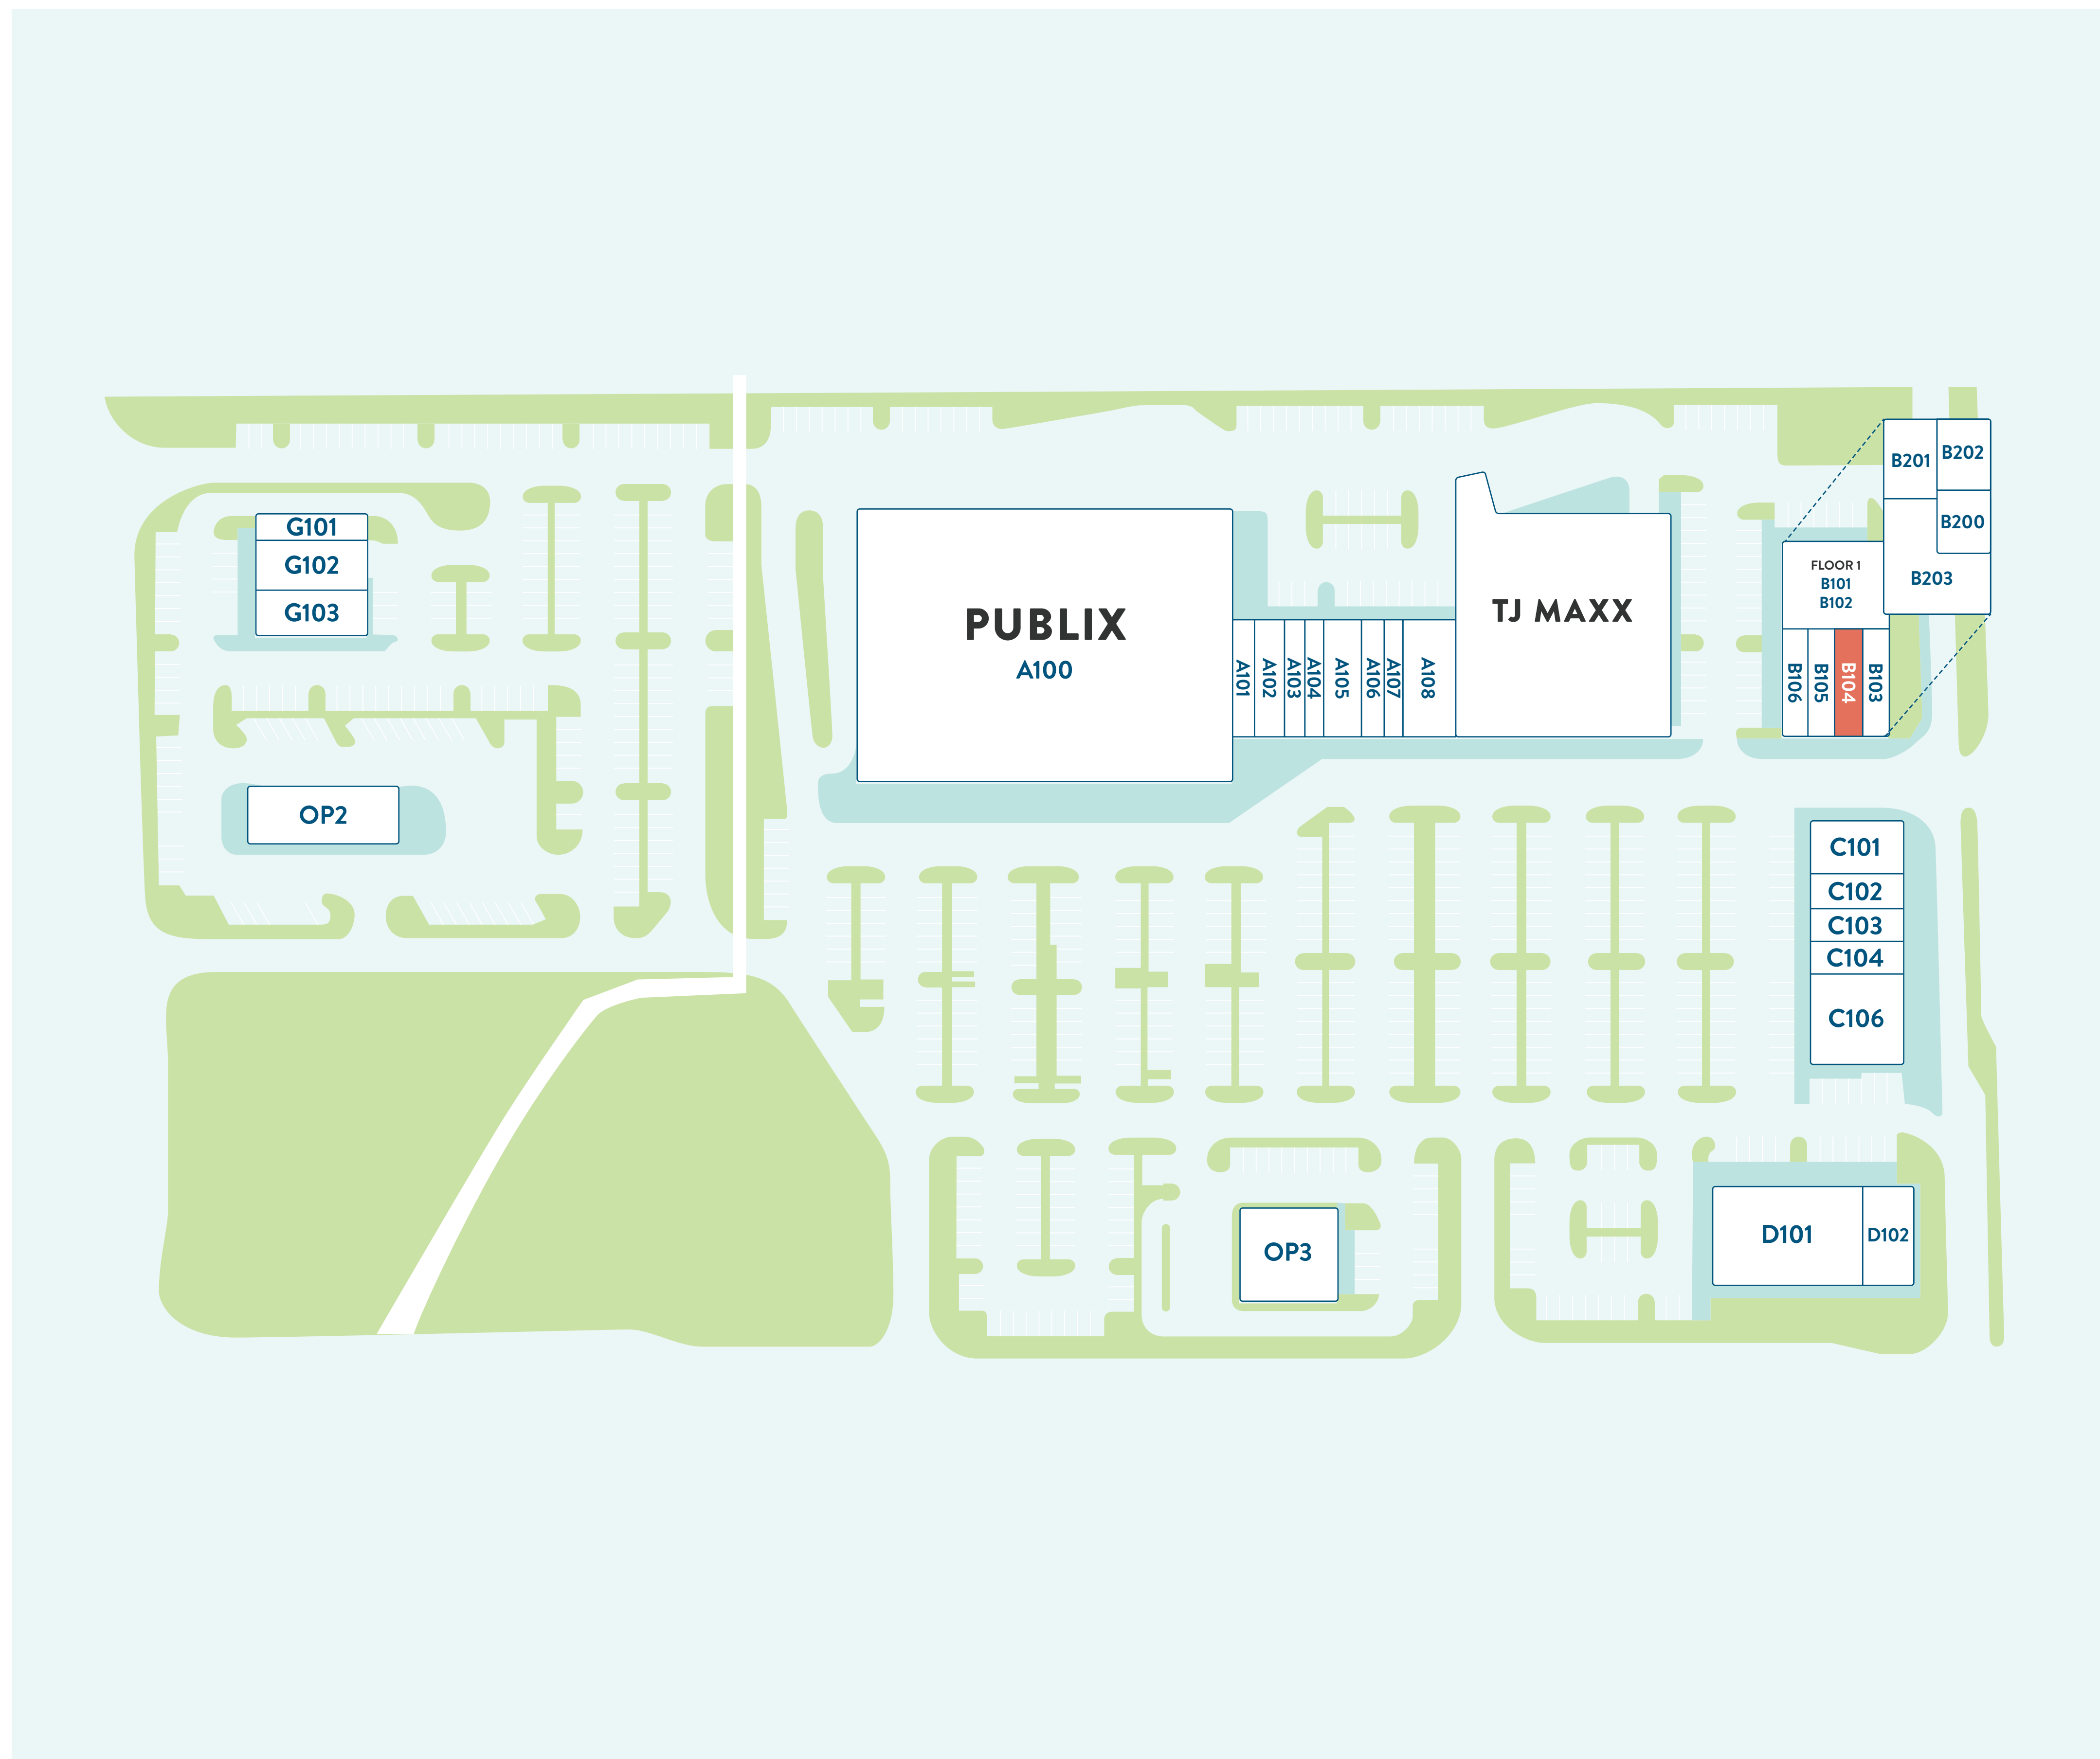 B201
B202
B200
B203
G101
G102
G103
FLOOR 1
B101
B102
PUBLIX
A100
TJ MAXX
A101
A102
A103
A104
A105
A106
A107
A108
B106
B105
B104
B103
OP2
C101
C102
C103
C104
C106
OP3
D101
D102